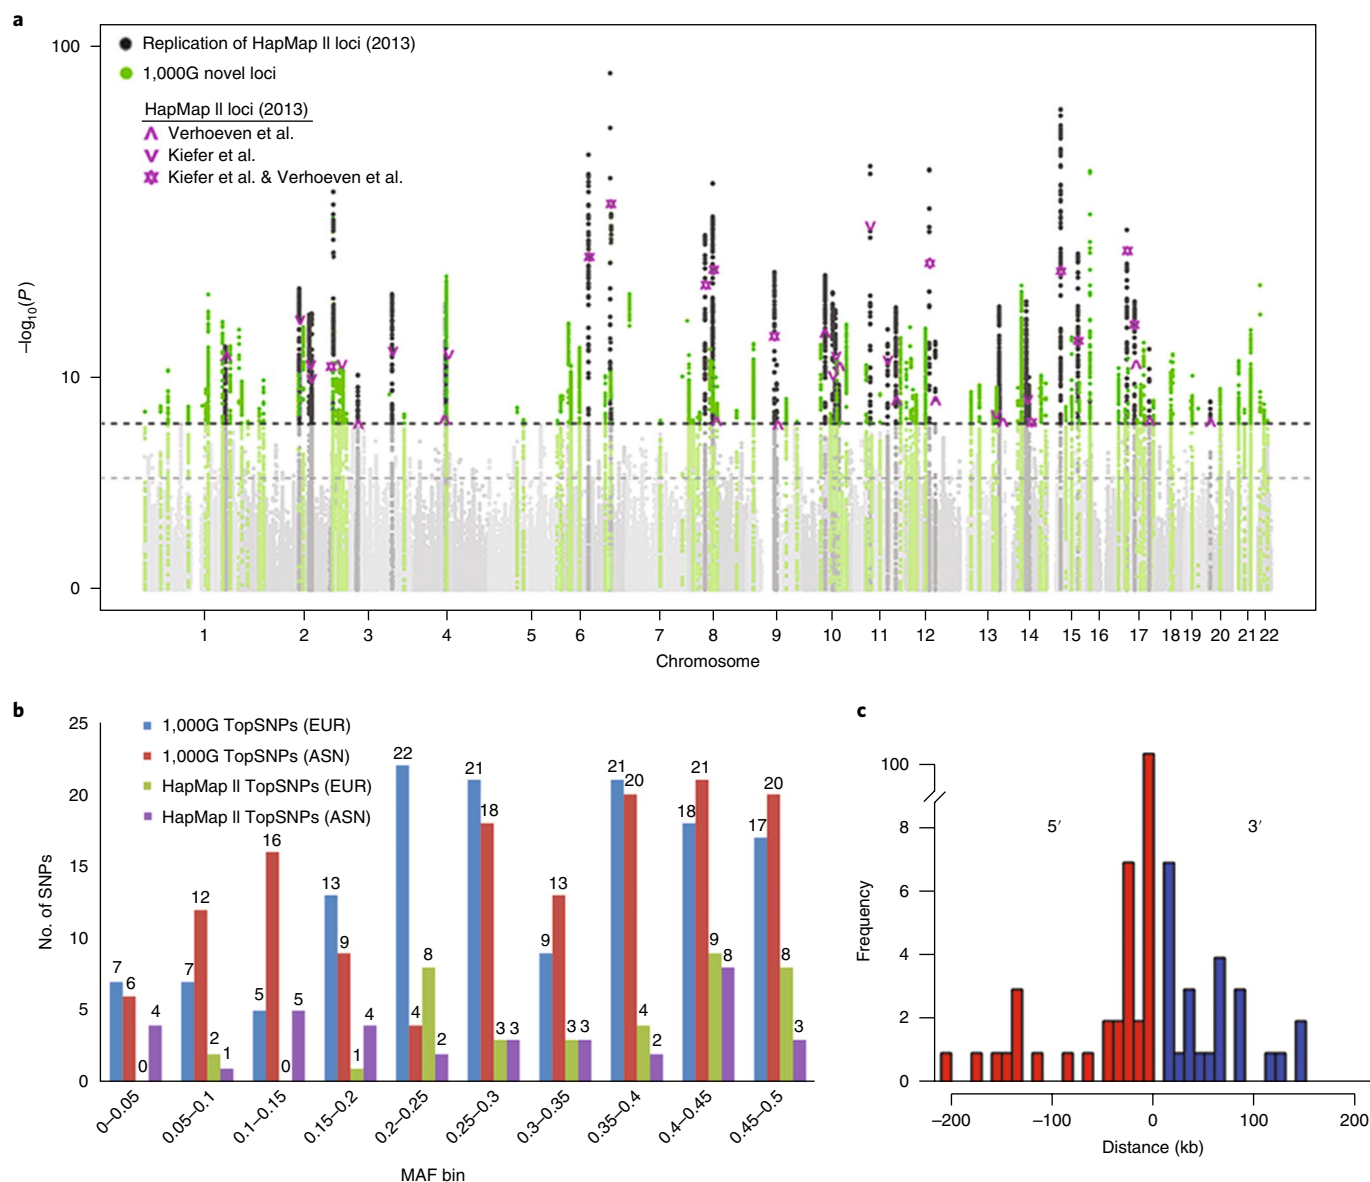 a
100
Replication of HapMap II loci (2013)
1,000G novel loci
HapMap II loci (2013)
Verhoeven et al.
Kiefer et al.
Kiefer et al. & Verhoeven et al.
–log10(P)
10
0
1 2 3 4 5 6 7 8 9 10 11 12 13 14 15 16 17 18 19 20 21 22
Chromosome
b
25
20
15
10
5
0
No. of SNPs
1,000G TopSNPs (EUR)
1,000G TopSNPs (ASN)
HapMap II TopSNPs (EUR)
HapMap II TopSNPs (ASN)
7 6 0 4
7 12 2 1
5 16 0 5
13 9 1 4
22 4 8 2
21 18 3 3
9 13 3 3
21 20 4 2
18 21 9 8
17 20 8 3
0–0.05 0.05–0.1 0.1–0.15 0.15–0.2 0.2–0.25 0.25–0.3 0.3–0.35 0.35–0.4 0.4–0.45 0.45–0.5
MAF bin
c
100
8
6
4
2
0
Frequency
5′ 3′
–200 –100 0 100 200
Distance (kb)